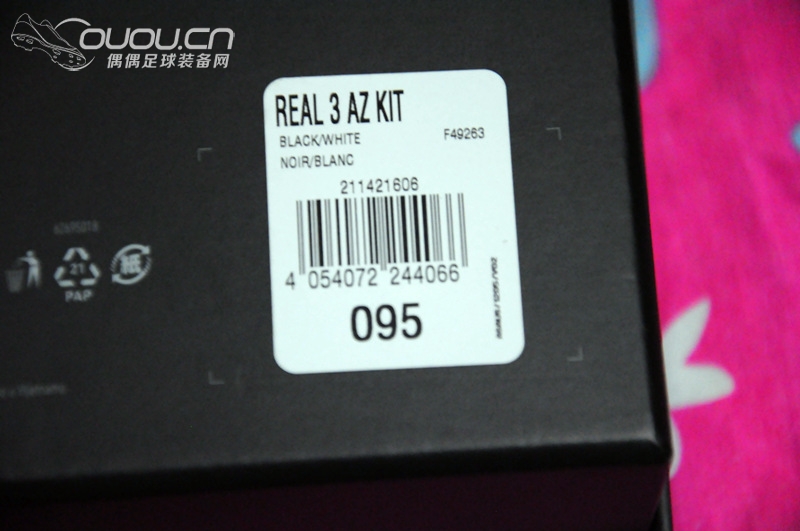 OUOU.CN
偶偶足球装备网
REAL 3 AZ KIT
BLACK/WHITE F49263
NOIR/BLANC
211421606
4 054072 244066
095
21
PAP
紙